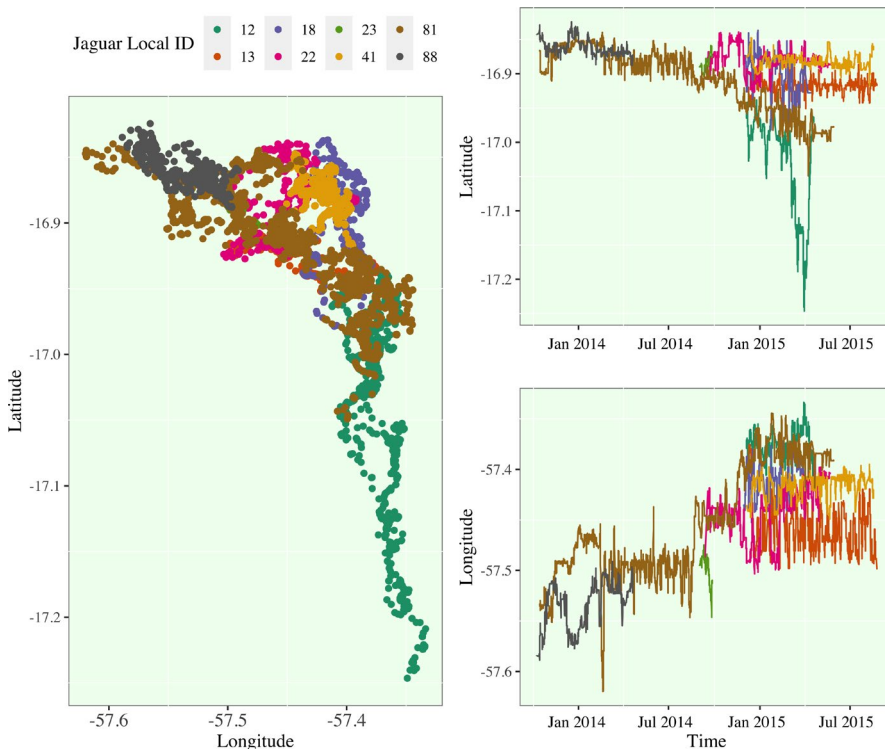 Jaguar Local ID
12 18 23 81
13 22 41 88
Latitude
-16.9
-17.0
-17.1
-17.2
-57.6 -57.5 -57.4
Longitude
Latitude
-16.9
-17.0
-17.1
-17.2
Jan 2014 Jul 2014 Jan 2015 Jul 2015
Longitude
-57.4
-57.5
-57.6
Jan 2014 Jul 2014 Jan 2015 Jul 2015
Time